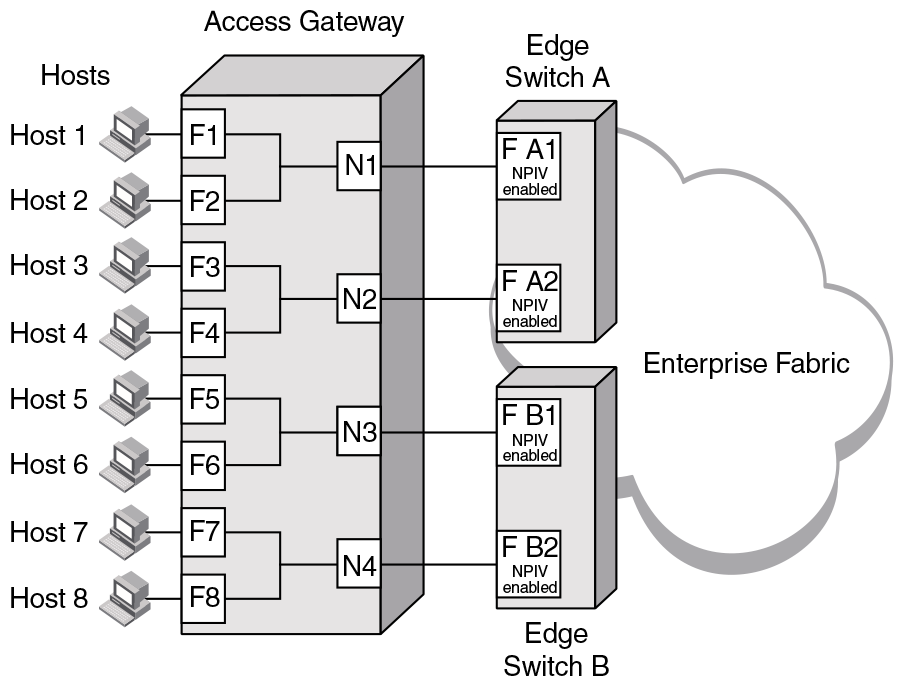 Access Gateway
Hosts
Edge
Switch A
Host 1
F1
N1
F A1
NPIV
enabled
Host 2
F2
Host 3
F3
N2
F A2
NPIV
enabled
Host 4
F4
Enterprise Fabric
Host 5
F5
N3
F B1
NPIV
enabled
Host 6
F6
Host 7
F7
N4
F B2
NPIV
enabled
Host 8
F8
Edge
Switch B